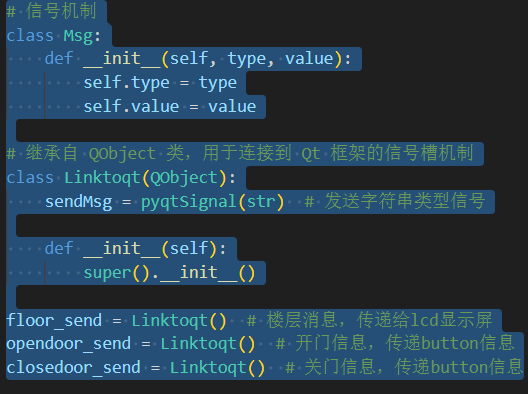 # 信号机制
class Msg:
    def __init__(self, type, value):
        self.type = type
        self.value = value
# 继承自 QObject 类，用于连接到 Qt 框架的信号槽机制
class Linktoqt(QObject):
    sendMsg = pyqtSignal(str)  # 发送字符串类型信号
    def __init__(self):
        super().__init__()
floor_send = Linktoqt()  # 楼层消息，传递给lcd显示屏
opendoor_send = Linktoqt()  # 开门信息，传递button信息
closedoor_send = Linktoqt()  # 关门信息，传递button信息